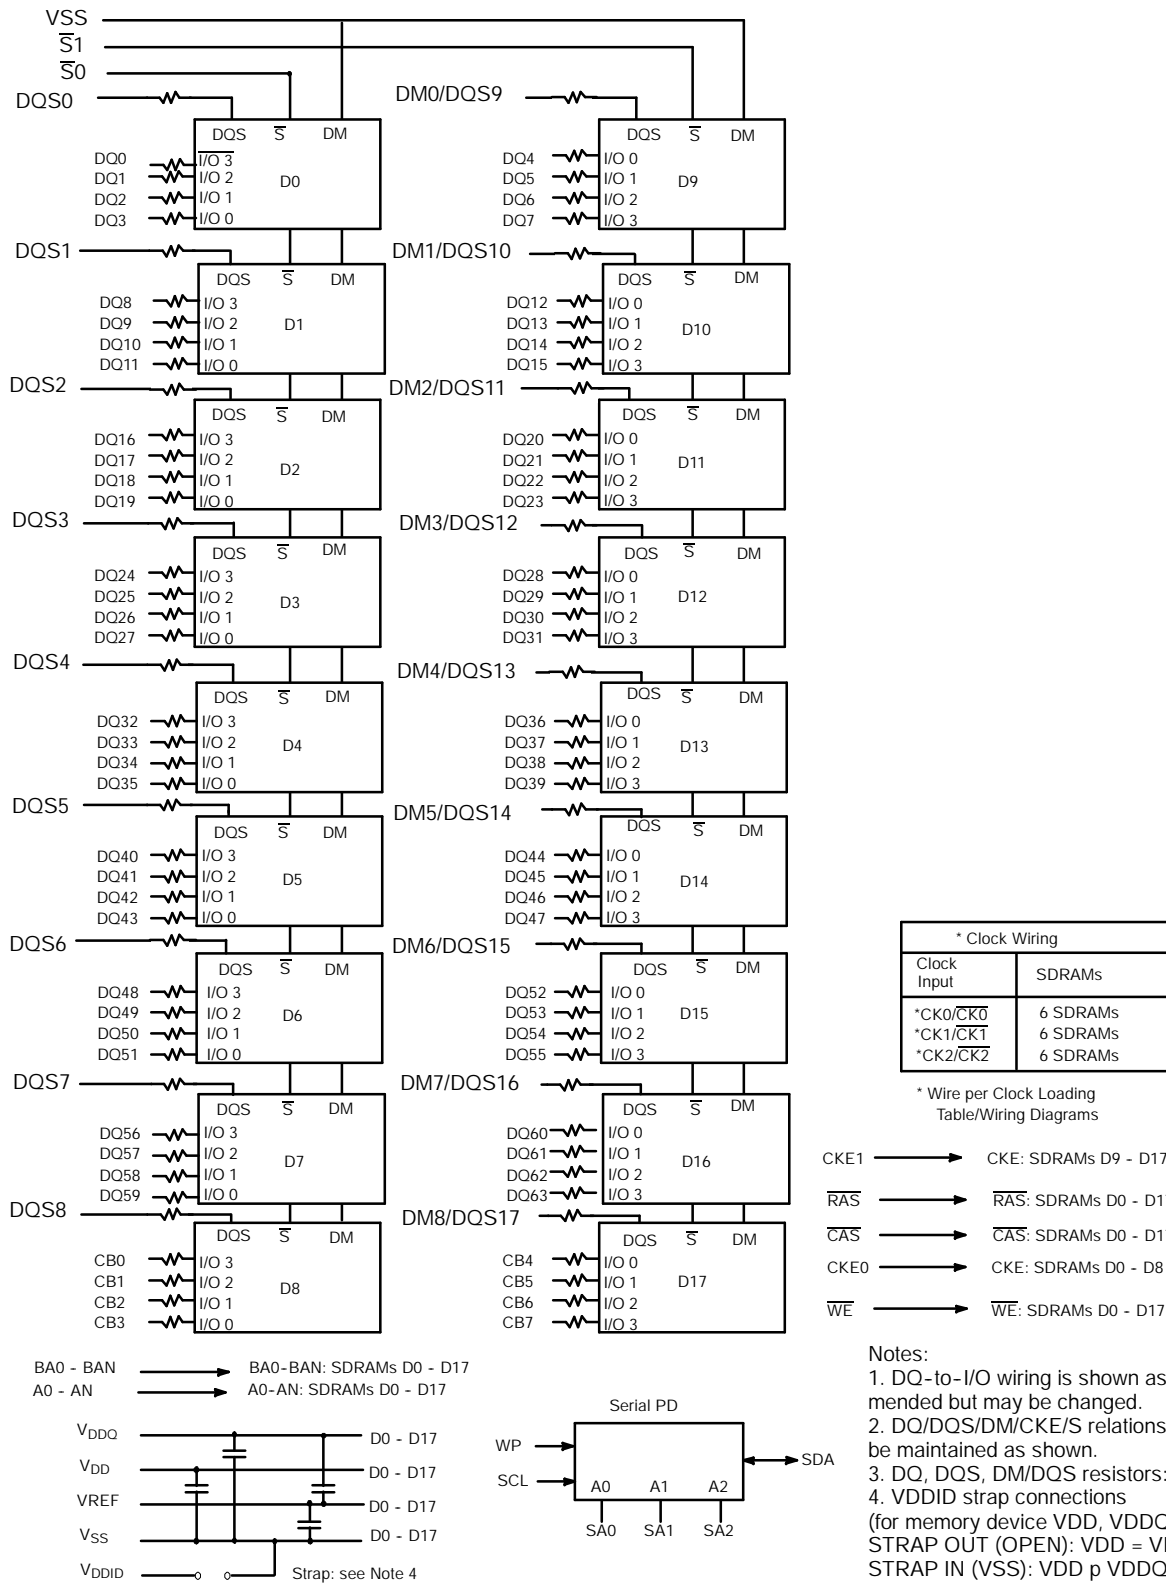 VSS
S1
S0
DQS0
DM0/DQS9
DQS S DM
DQS S DM
DQ0 I/O 3
DQ1 I/O 2
DQ2 I/O 1
DQ3 I/O 0
D0
DQ4 I/O 0
DQ5 I/O 1
DQ6 I/O 2
DQ7 I/O 3
D9
DQS1
DM1/DQS10
DQS S DM
DQS S DM
DQ8 I/O 3
DQ9 I/O 2
DQ10 I/O 1
DQ11 I/O 0
D1
DQ12 I/O 0
DQ13 I/O 1
DQ14 I/O 2
DQ15 I/O 3
D10
DQS2
DM2/DQS11
DQS S DM
DQS S DM
DQ16 I/O 3
DQ17 I/O 2
DQ18 I/O 1
DQ19 I/O 0
D2
DQ20 I/O 0
DQ21 I/O 1
DQ22 I/O 2
DQ23 I/O 3
D11
DQS3
DM3/DQS12
DQS S DM
DQS S DM
DQ24 I/O 3
DQ25 I/O 2
DQ26 I/O 1
DQ27 I/O 0
D3
DQ28 I/O 0
DQ29 I/O 1
DQ30 I/O 2
DQ31 I/O 3
D12
DQS4
DM4/DQS13
DQS S DM
DQS S DM
DQ32 I/O 3
DQ33 I/O 2
DQ34 I/O 1
DQ35 I/O 0
D4
DQ36 I/O 0
DQ37 I/O 1
DQ38 I/O 2
DQ39 I/O 3
D13
DQS5
DM5/DQS14
DQS S DM
DQS S DM
DQ40 I/O 3
DQ41 I/O 2
DQ42 I/O 1
DQ43 I/O 0
D5
DQ44 I/O 0
DQ45 I/O 1
DQ46 I/O 2
DQ47 I/O 3
D14
DQS6
DM6/DQS15
DQS S DM
DQS S DM
DQ48 I/O 3
DQ49 I/O 2
DQ50 I/O 1
DQ51 I/O 0
D6
DQ52 I/O 0
DQ53 I/O 1
DQ54 I/O 2
DQ55 I/O 3
D15
DQS7
DM7/DQS16
DQS S DM
DQS S DM
DQ56 I/O 3
DQ57 I/O 2
DQ58 I/O 1
DQ59 I/O 0
D7
DQ60 I/O 0
DQ61 I/O 1
DQ62 I/O 2
DQ63 I/O 3
D16
DQS8
DM8/DQS17
DQS S DM
DQS S DM
CB0 I/O 3
CB1 I/O 2
CB2 I/O 1
CB3 I/O 0
D8
CB4 I/O 0
CB5 I/O 1
CB6 I/O 2
CB7 I/O 3
D17
* Clock Wiring
Clock Input SDRAMs
*CK0/CK0 6 SDRAMs
*CK1/CK1 6 SDRAMs
*CK2/CK2 6 SDRAMs
* Wire per Clock Loading
Table/Wiring Diagrams
CKE1 CKE: SDRAMs D9 - D17
RAS RAS: SDRAMs D0 - D1
CAS CAS: SDRAMs D0 - D1
CKE0 CKE: SDRAMs D0 - D8
WE WE: SDRAMs D0 - D17
BA0 - BAN BA0-BAN: SDRAMs D0 - D17
A0 - AN A0-AN: SDRAMs D0 - D17
VDDQ D0 - D17
VDD D0 - D17
VREF D0 - D17
VSS D0 - D17
VDDID Strap: see Note 4
Serial PD
WP
SCL
SDA
A0 A1 A2
SA0 SA1 SA2
Notes:
1. DQ-to-I/O wiring is shown as
mended but may be changed.
2. DQ/DQS/DM/CKE/S relations
be maintained as shown.
3. DQ, DQS, DM/DQS resistors:
4. VDDID strap connections
(for memory device VDD, VDDQ
STRAP OUT (OPEN): VDD = V
STRAP IN (VSS): VDD p VDDQ